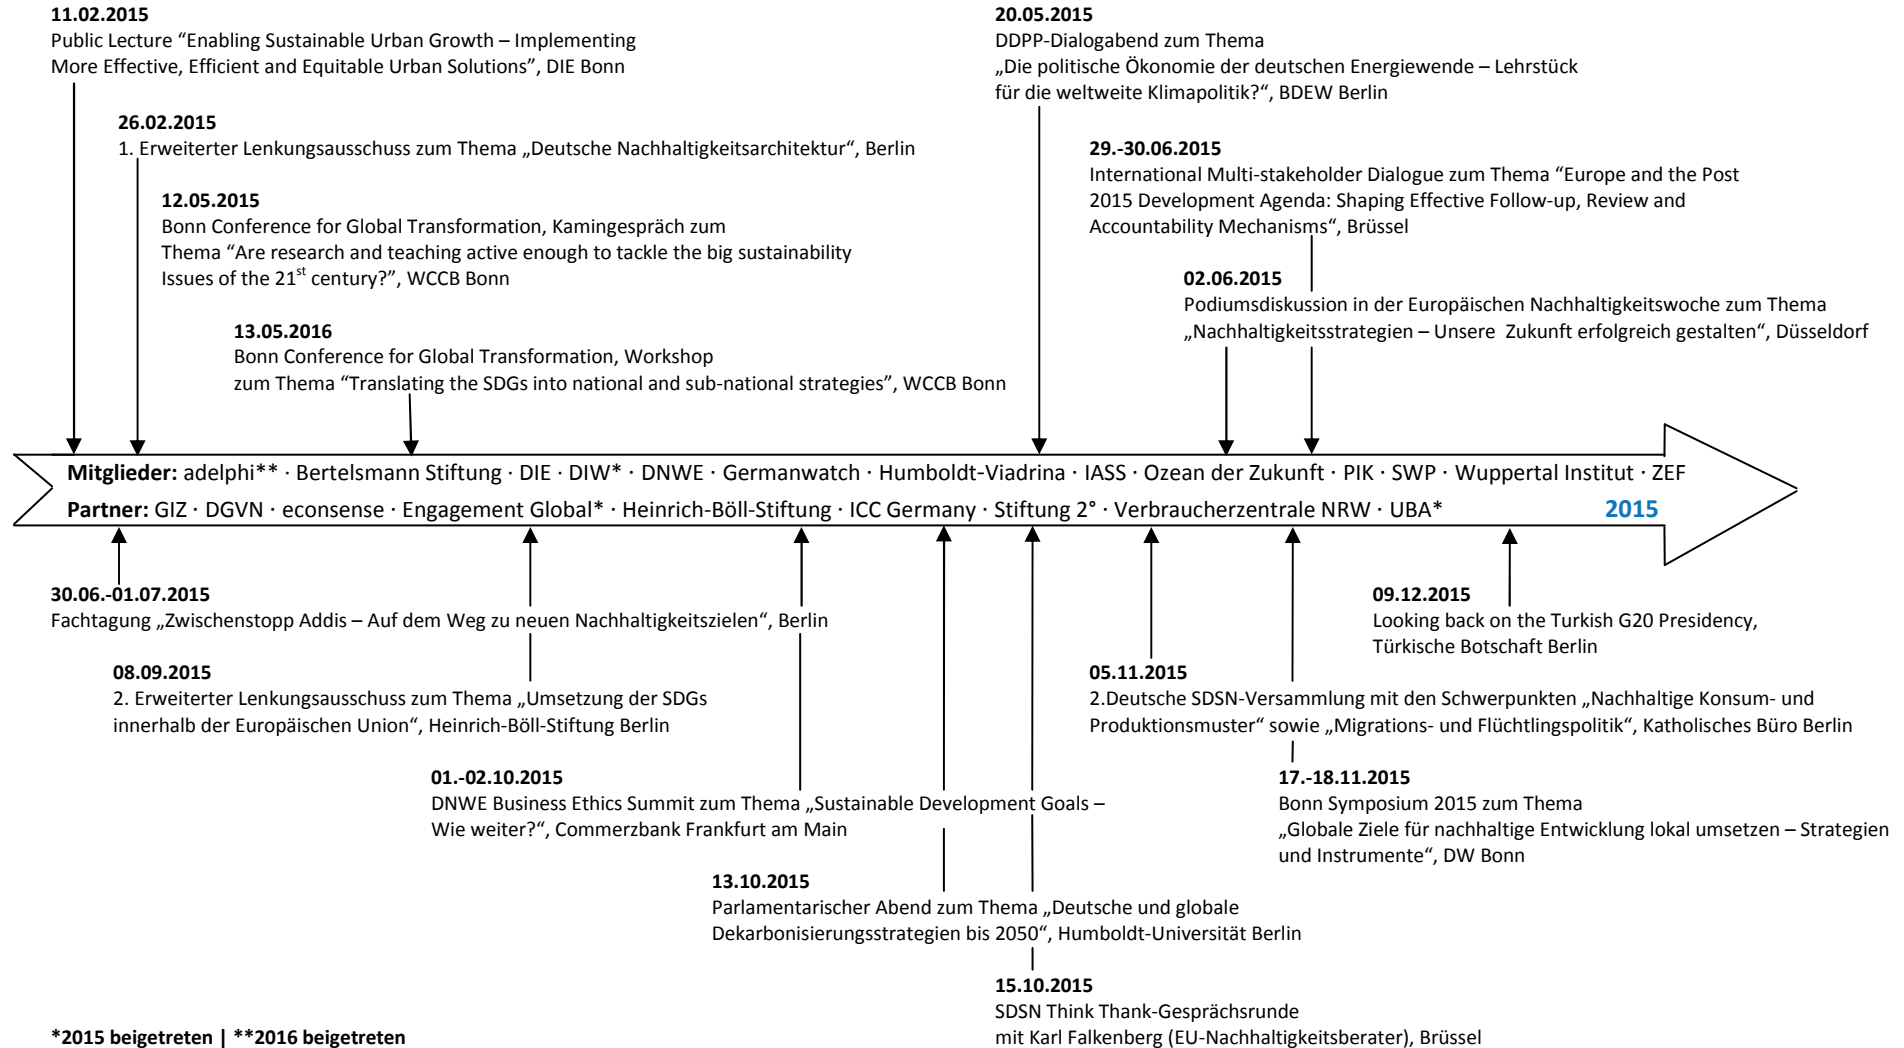 11.02.2015
Public Lecture “Enabling Sustainable Urban Growth – Implementing
More Effective, Efficient and Equitable Urban Solutions”, DIE Bonn
26.02.2015
1. Erweiterter Lenkungsausschuss zum Thema „Deutsche Nachhaltigkeitsarchitektur“, Berlin
12.05.2015
Bonn Conference for Global Transformation, Kamingespräch zum
Thema “Are research and teaching active enough to tackle the big sustainability
Issues of the 21st century?”, WCCB Bonn
13.05.2016
Bonn Conference for Global Transformation, Workshop
zum Thema “Translating the SDGs into national and sub-national strategies”, WCCB Bonn
20.05.2015
DDPP-Dialogabend zum Thema
„Die politische Ökonomie der deutschen Energiewende – Lehrstück
für die weltweite Klimapolitik?“, BDEW Berlin
29.-30.06.2015
International Multi-stakeholder Dialogue zum Thema “Europe and the Post
2015 Development Agenda: Shaping Effective Follow-up, Review and
Accountability Mechanisms“, Brüssel
02.06.2015
Podiumsdiskussion in der Europäischen Nachhaltigkeitswoche zum Thema
„Nachhaltigkeitsstrategien – Unsere Zukunft erfolgreich gestalten“, Düsseldorf
Mitglieder: adelphi** · Bertelsmann Stiftung · DIE · DIW* · DNWE · Germanwatch · Humboldt-Viadrina · IASS · Ozean der Zukunft · PIK · SWP · Wuppertal Institut · ZEF
Partner: GIZ · DGVN · econsense · Engagement Global* · Heinrich-Böll-Stiftung · ICC Germany · Stiftung 2° · Verbraucherzentrale NRW · UBA* 2015
30.06.-01.07.2015
Fachtagung „Zwischenstopp Addis – Auf dem Weg zu neuen Nachhaltigkeitszielen“, Berlin
08.09.2015
2. Erweiterter Lenkungsausschuss zum Thema „Umsetzung der SDGs
innerhalb der Europäischen Union“, Heinrich-Böll-Stiftung Berlin
01.-02.10.2015
DNWE Business Ethics Summit zum Thema „Sustainable Development Goals –
Wie weiter?“, Commerzbank Frankfurt am Main
13.10.2015
Parlamentarischer Abend zum Thema „Deutsche und globale
Dekarbonisierungsstrategien bis 2050“, Humboldt-Universität Berlin
15.10.2015
SDSN Think Thank-Gesprächsrunde
mit Karl Falkenberg (EU-Nachhaltigkeitsberater), Brüssel
05.11.2015
2.Deutsche SDSN-Versammlung mit den Schwerpunkten „Nachhaltige Konsum- und
Produktionsmuster“ sowie „Migrations- und Flüchtlingspolitik“, Katholisches Büro Berlin
17.-18.11.2015
Bonn Symposium 2015 zum Thema
„Globale Ziele für nachhaltige Entwicklung lokal umsetzen – Strategien
und Instrumente“, DW Bonn
09.12.2015
Looking back on the Turkish G20 Presidency,
Türkische Botschaft Berlin
*2015 beigetreten | **2016 beigetreten